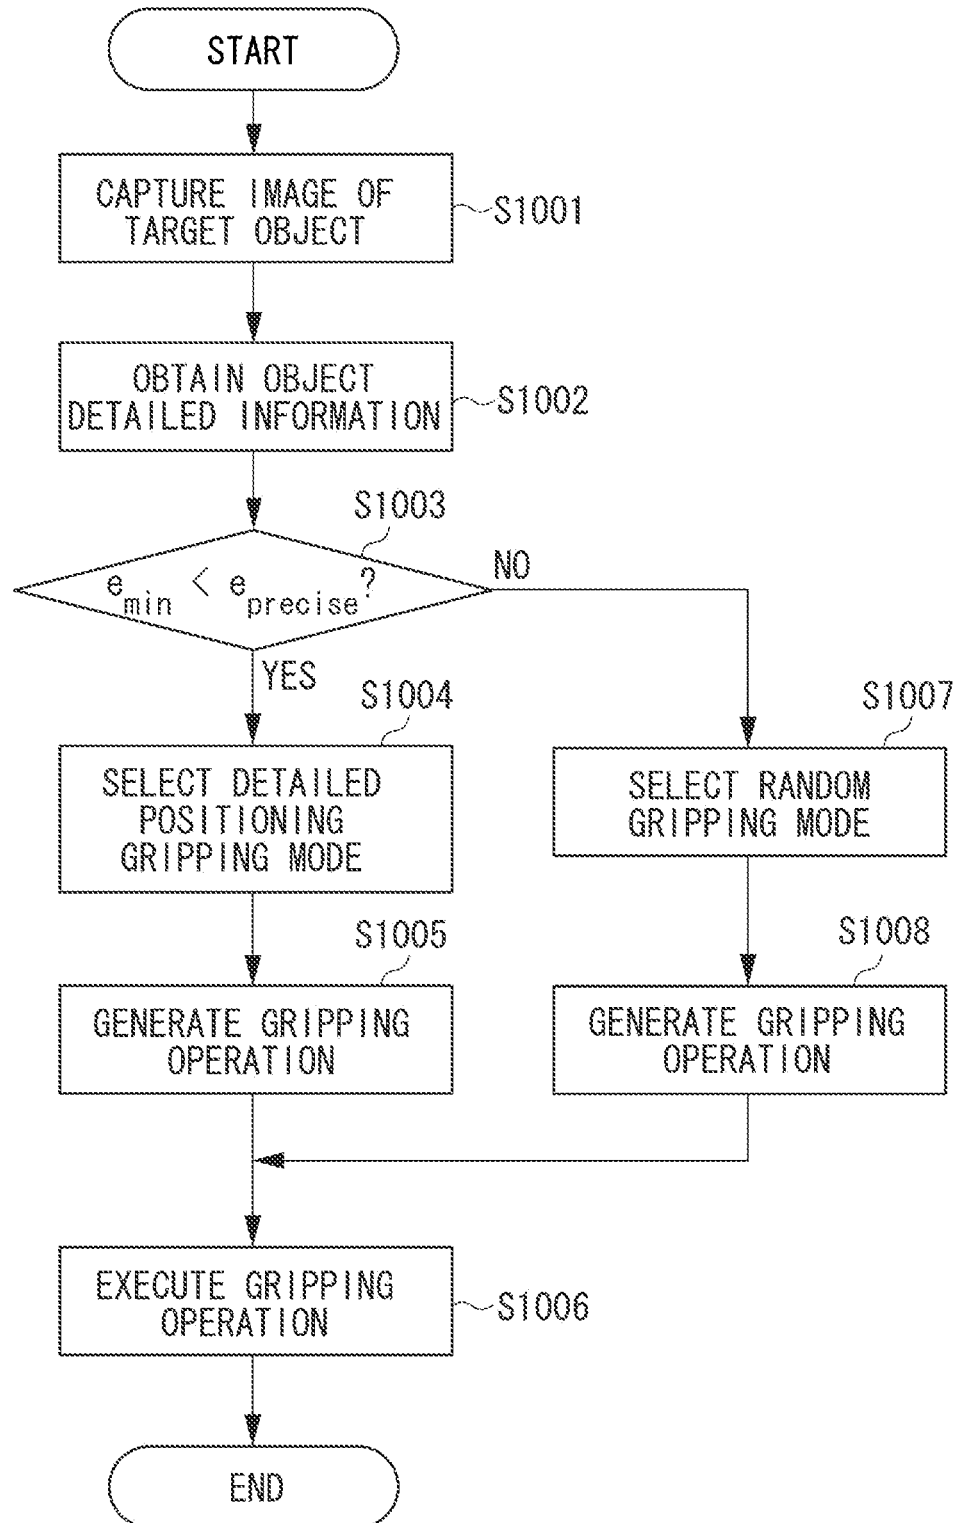 START
CAPTURE IMAGE OF
TARGET OBJECT
S1001
OBTAIN OBJECT
DETAILED INFORMATION
S1002
S1003
e_min < e_precise?
NO
YES
S1004
SELECT DETAILED
POSITIONING
GRIPPING MODE
S1007
SELECT RANDOM
GRIPPING MODE
S1005
GENERATE GRIPPING
OPERATION
S1008
GENERATE GRIPPING
OPERATION
EXECUTE GRIPPING
OPERATION
S1006
END